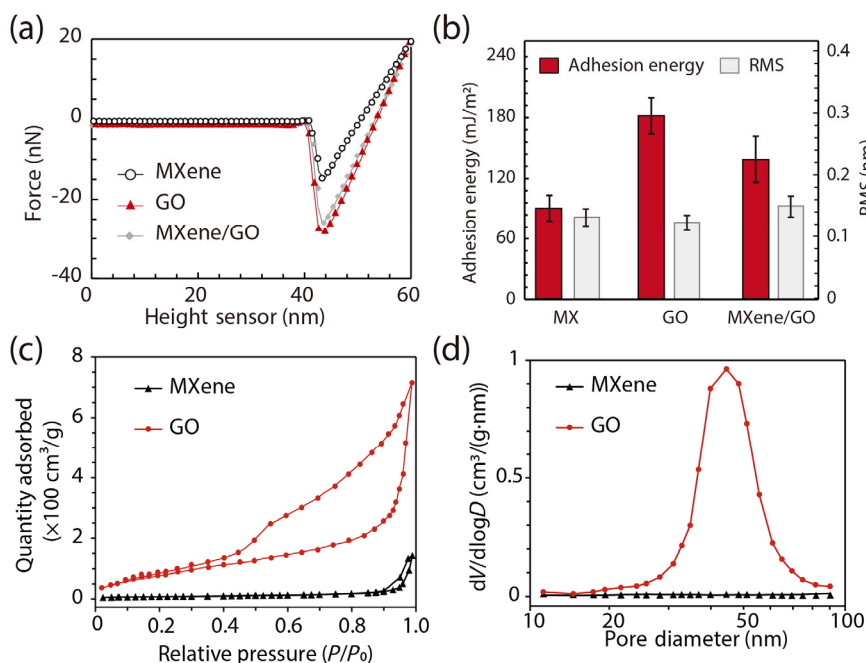 (a)
20
0
-20
-40
Force (nN)
MXene
GO
MXene/GO
0
20
40
60
Height sensor (nm)
(b)
240
180
120
60
0
Adhesion energy (mJ/m²)
Adhesion energy
RMS
0.4
0.3
0.2
0.1
0
RMS (nm)
MX
GO
MXene/GO
(c)
8
6
4
2
0
Quantity adsorbed
(×100 cm³/g)
MXene
GO
0
0.2
0.4
0.6
0.8
1.0
Relative pressure (P/P₀)
(d)
1
0.5
0
dV/dlogD (cm³/(g·nm))
MXene
GO
10
20
50
100
Pore diameter (nm)